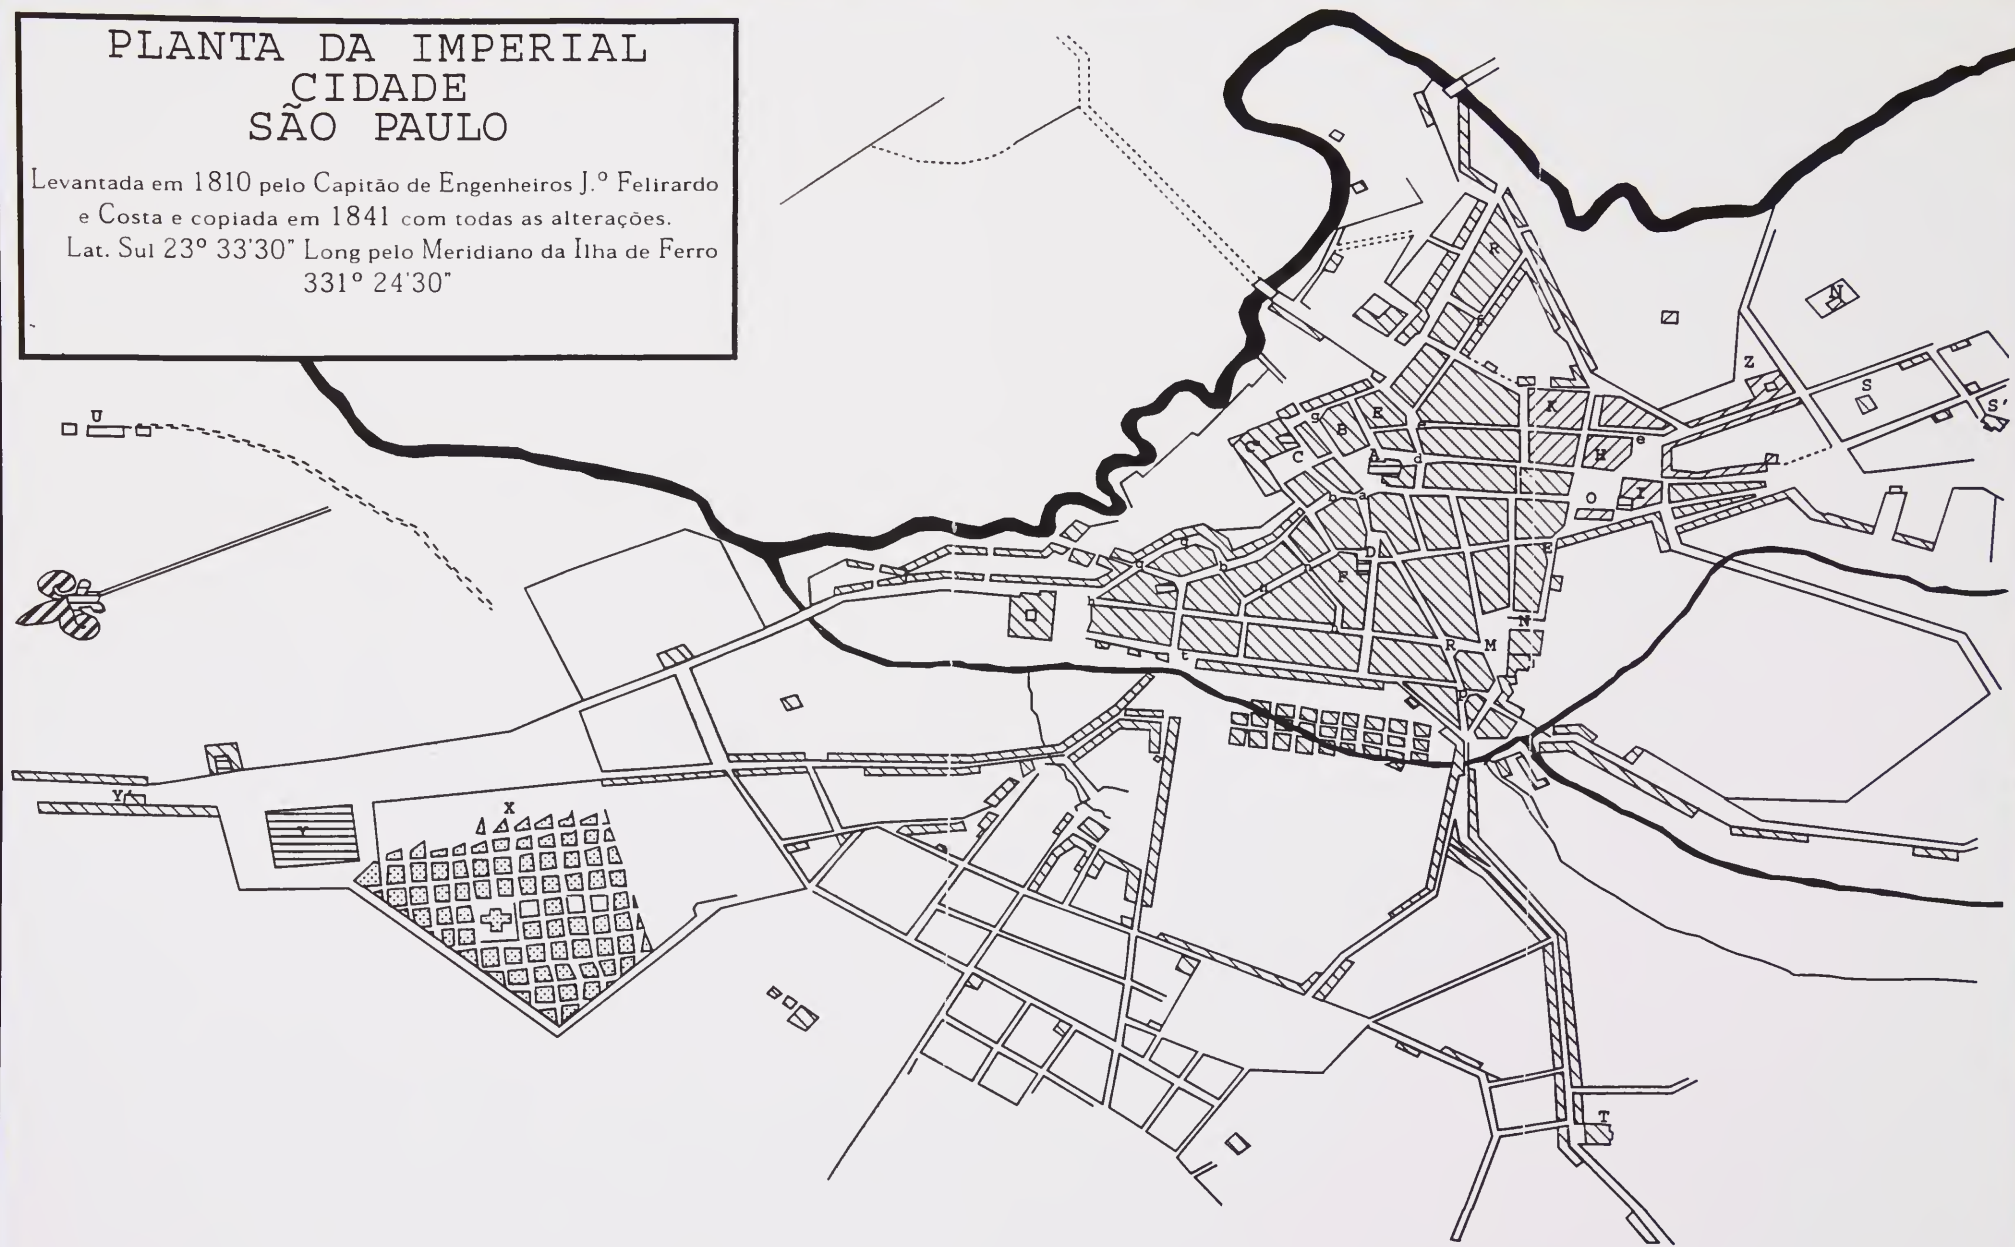 PLANTA DA IMPERIAL
CIDADE
SÃO PAULO
Levantada em 1810 pelo Capitão de Engenheiros J.º Felirardo
e Costa e copiada em 1841 com todas as alterações.
Lat. Sul 23º 33'30" Long pelo Meridiano da Ilha de Ferro
331º 24'30"
R
N
Z
S
S'
U
g
E
K
B
e
C
C
A
d
H
b
a
O
I
D
E
F
N
R
M
t
p
Y'
X
Y
T